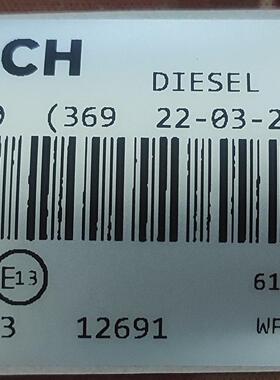 CH
DIESEL
(369 22-03-2
E13
61
3 12691 WF